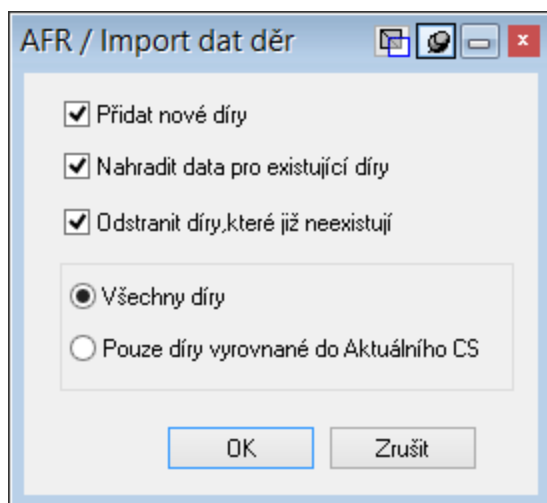 AFR / Import dat děr
Přidat nové díry
Nahradit data pro existující díry
Odstranit díry,které již neexistují
Všechny díry
Pouze díry vyrovnané do Aktuálního CS
OK
Zrušit